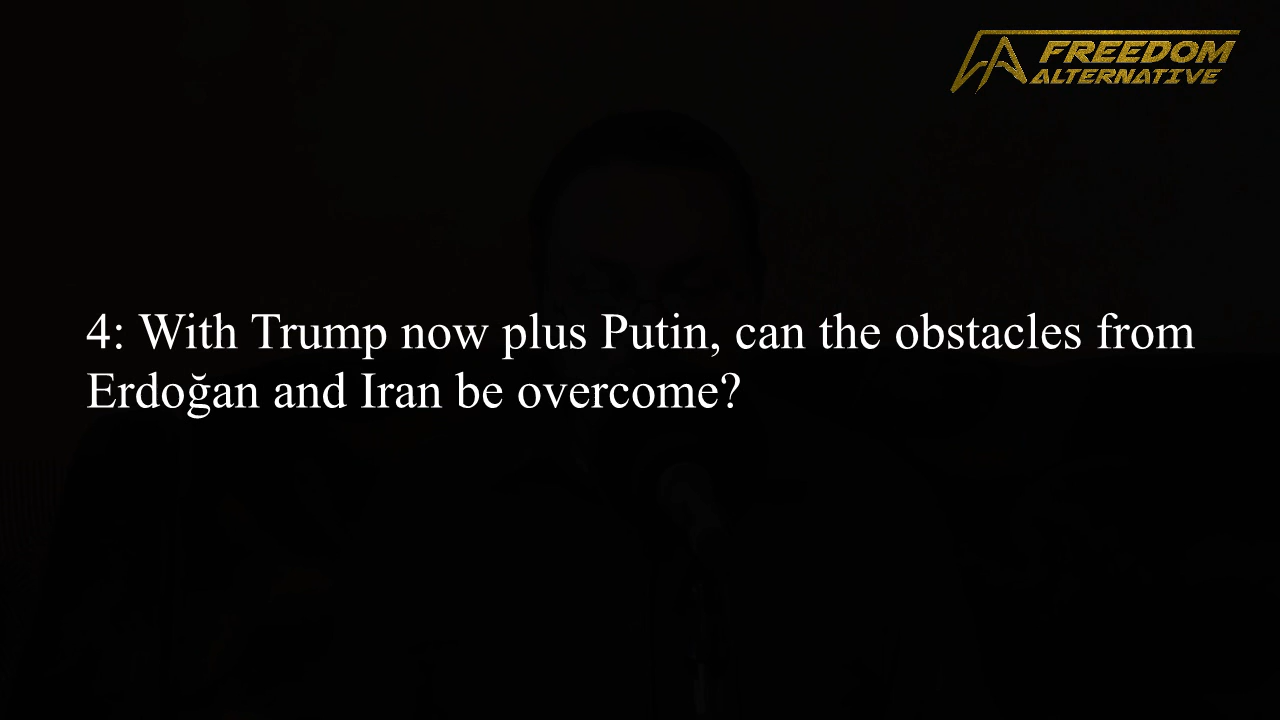 FREEDOM
ALTERNATIVE
4: With Trump now plus Putin, can the obstacles from
Erdoğan and Iran be overcome?